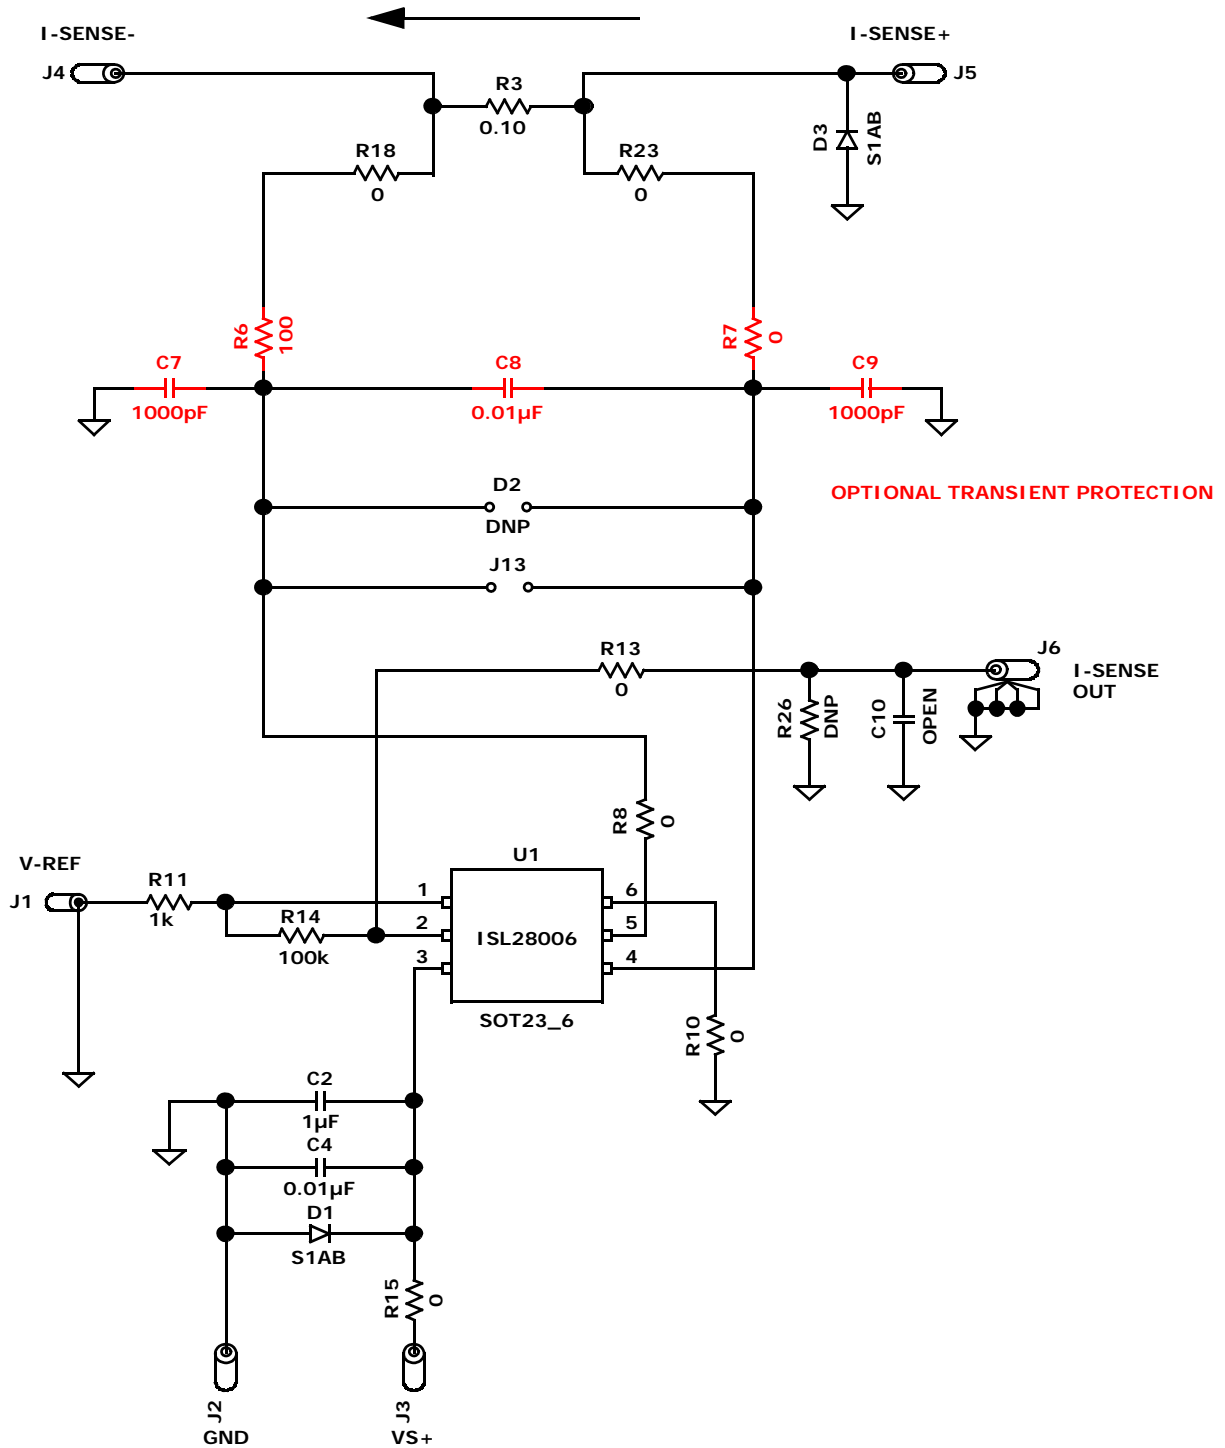 I-SENSE-
I-SENSE+
J4
J5
R3
0.10
D3
S1AB
R18
0
R23
0
R6
100
R7
0
C7
1000pF
C8
0.01µF
C9
1000pF
D2
DNP
OPTIONAL TRANSIENT PROTECTION
J13
R13
0
J6
I-SENSE
OUT
R26
DNP
C10
OPEN
R8
0
V-REF
J1
R11
1k
R14
100k
U1
1
2
3
6
5
4
ISL28006
SOT23_6
R10
0
C2
1µF
C4
0.01µF
D1
S1AB
R15
0
J2
GND
J3
VS+